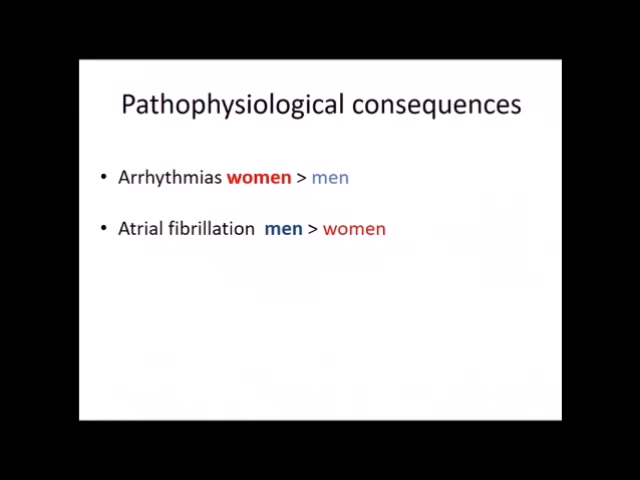 Pathophysiological consequences
• Arrhythmias women > men
• Atrial fibrillation men > women